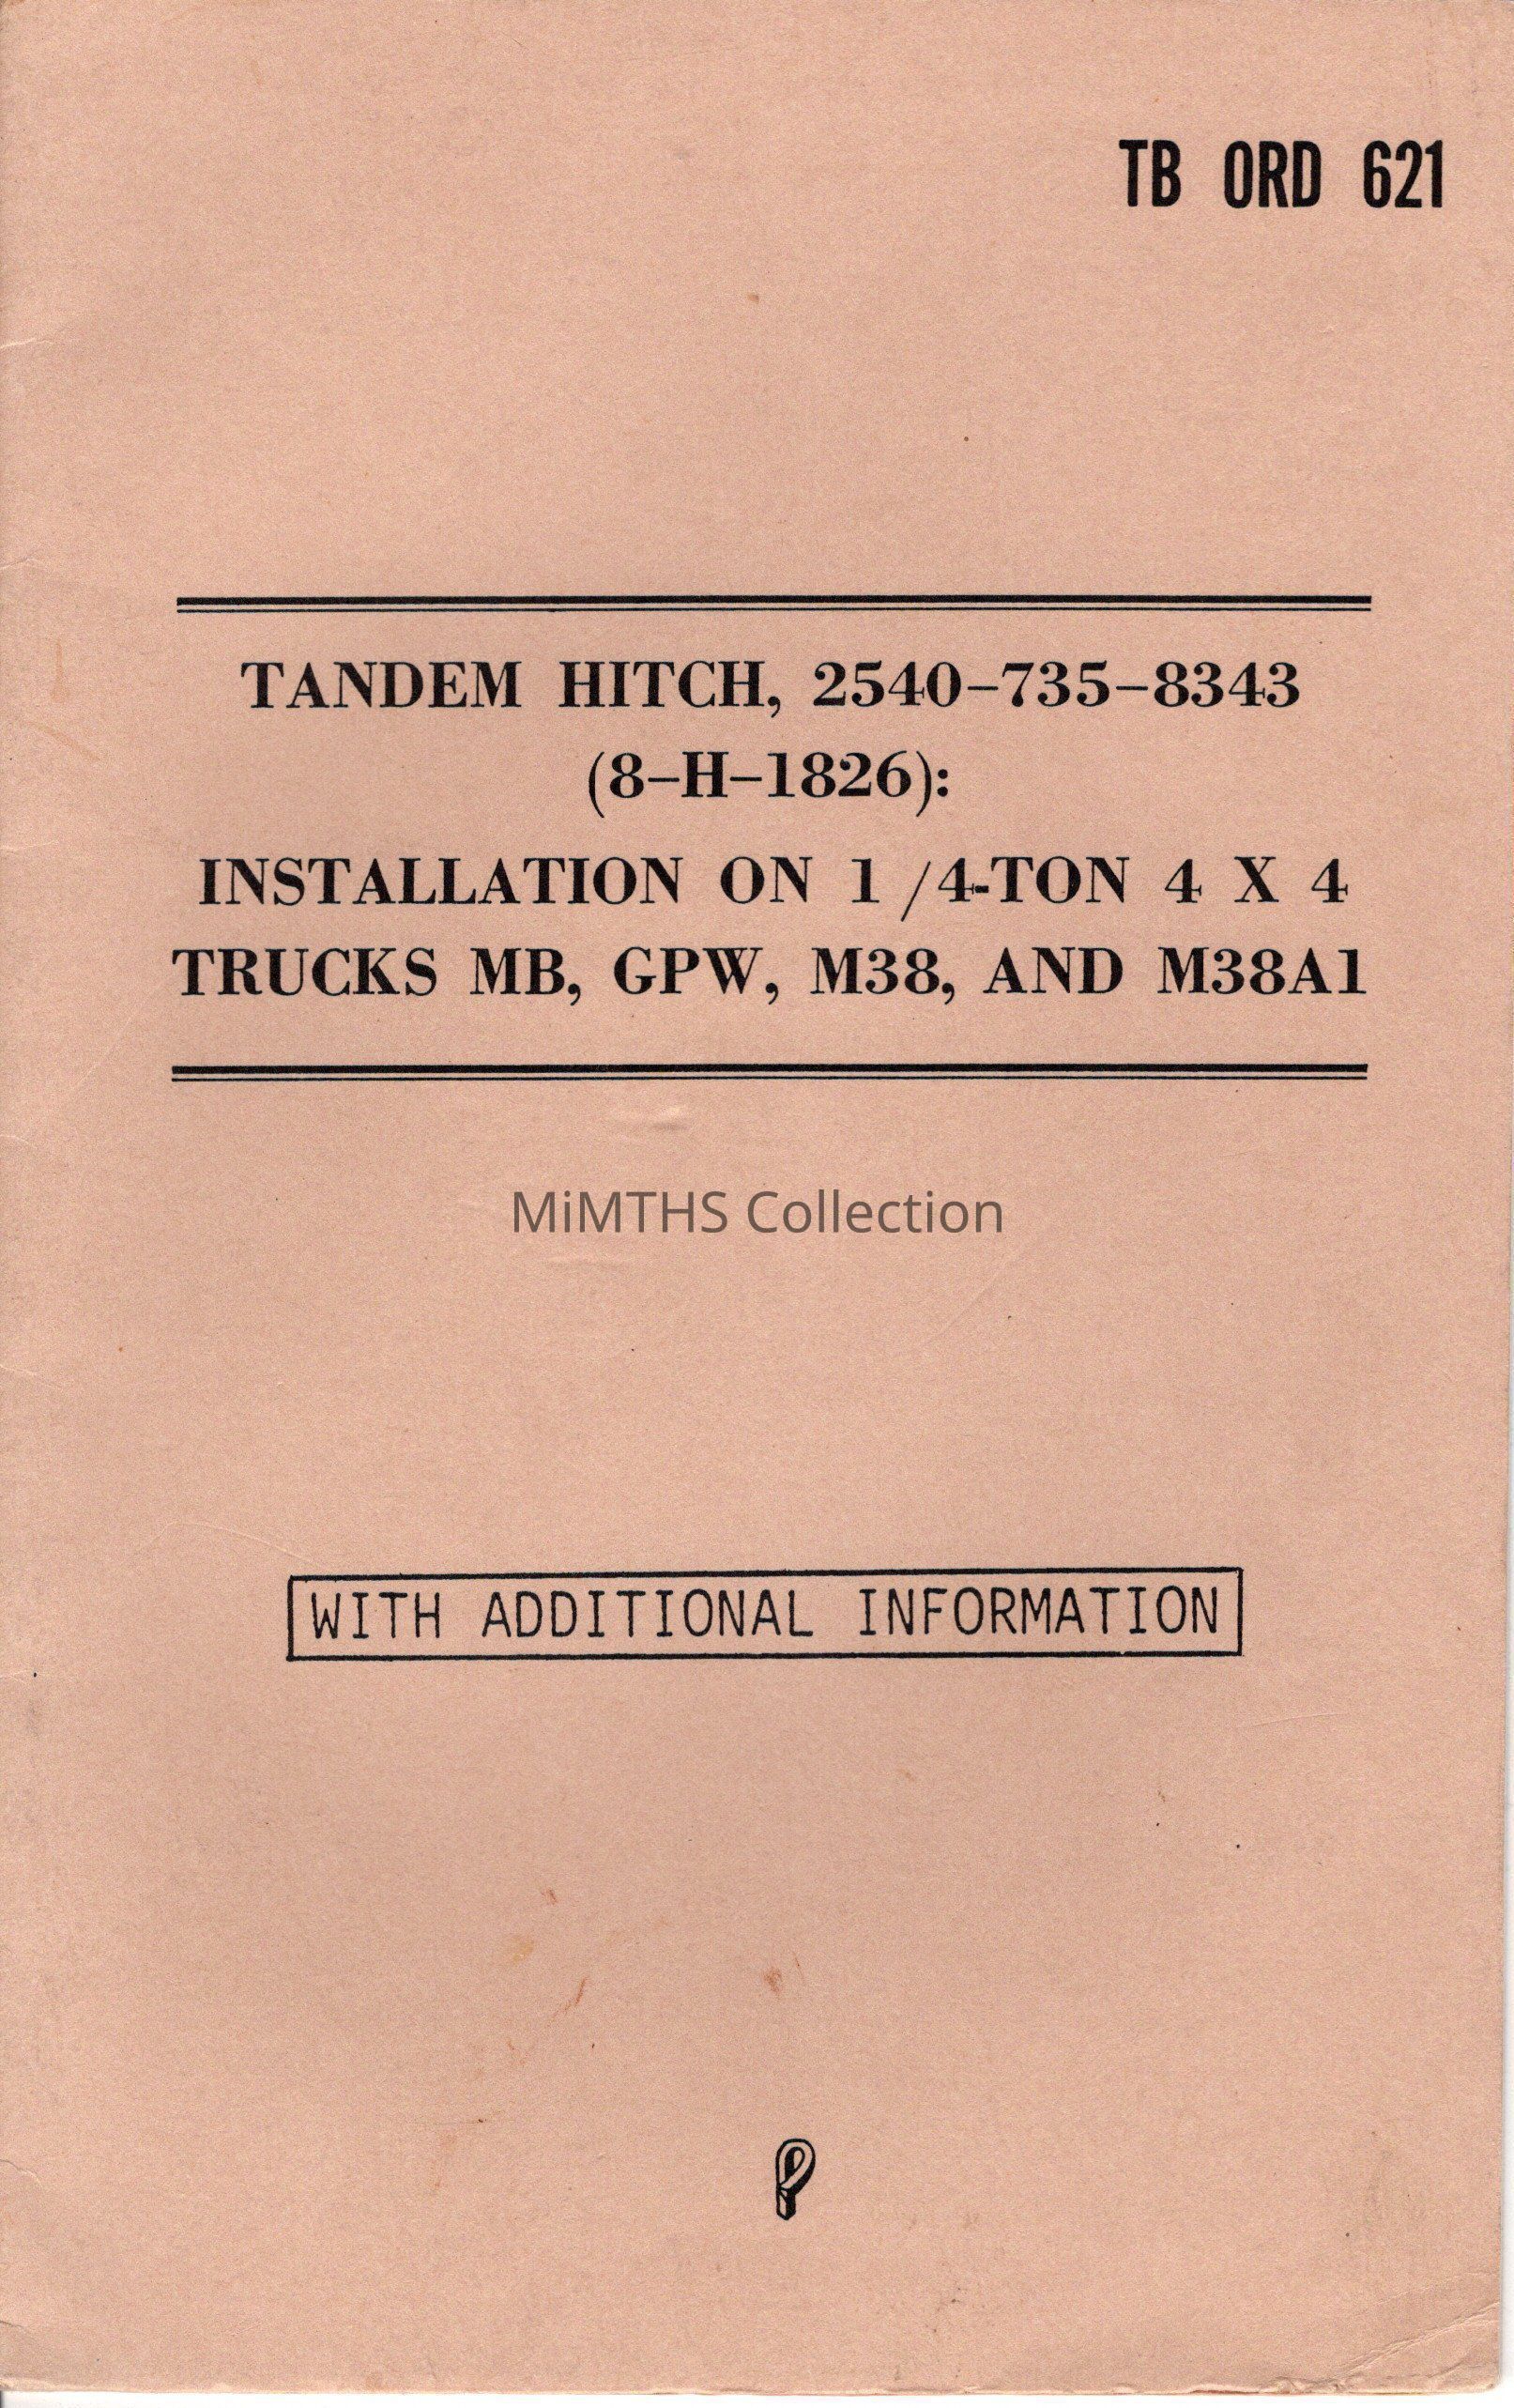 TB ORD 621
TANDEM HITCH, 2540-735-8343
(8-H-1826):
INSTALLATION ON 1 /4-TON 4 X 4
TRUCKS MB, GPW, M38, AND M38A1
MiMTHS Collection
WITH ADDITIONAL INFORMATION
P